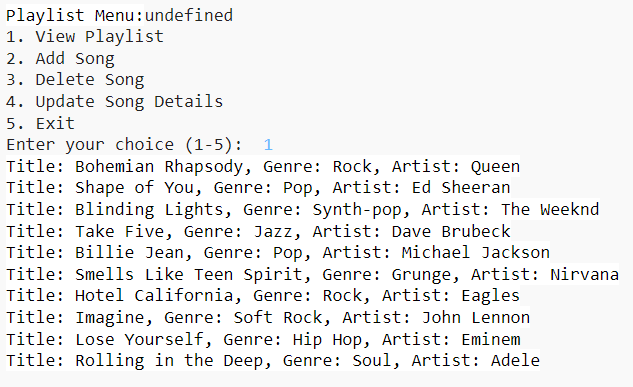 Playlist Menu:undefined
1. View Playlist
2. Add Song
3. Delete Song
4. Update Song Details
5. Exit
Enter your choice (1-5):  1
Title: Bohemian Rhapsody, Genre: Rock, Artist: Queen
Title: Shape of You, Genre: Pop, Artist: Ed Sheeran
Title: Blinding Lights, Genre: Synth-pop, Artist: The Weeknd
Title: Take Five, Genre: Jazz, Artist: Dave Brubeck
Title: Billie Jean, Genre: Pop, Artist: Michael Jackson
Title: Smells Like Teen Spirit, Genre: Grunge, Artist: Nirvana
Title: Hotel California, Genre: Rock, Artist: Eagles
Title: Imagine, Genre: Soft Rock, Artist: John Lennon
Title: Lose Yourself, Genre: Hip Hop, Artist: Eminem
Title: Rolling in the Deep, Genre: Soul, Artist: Adele